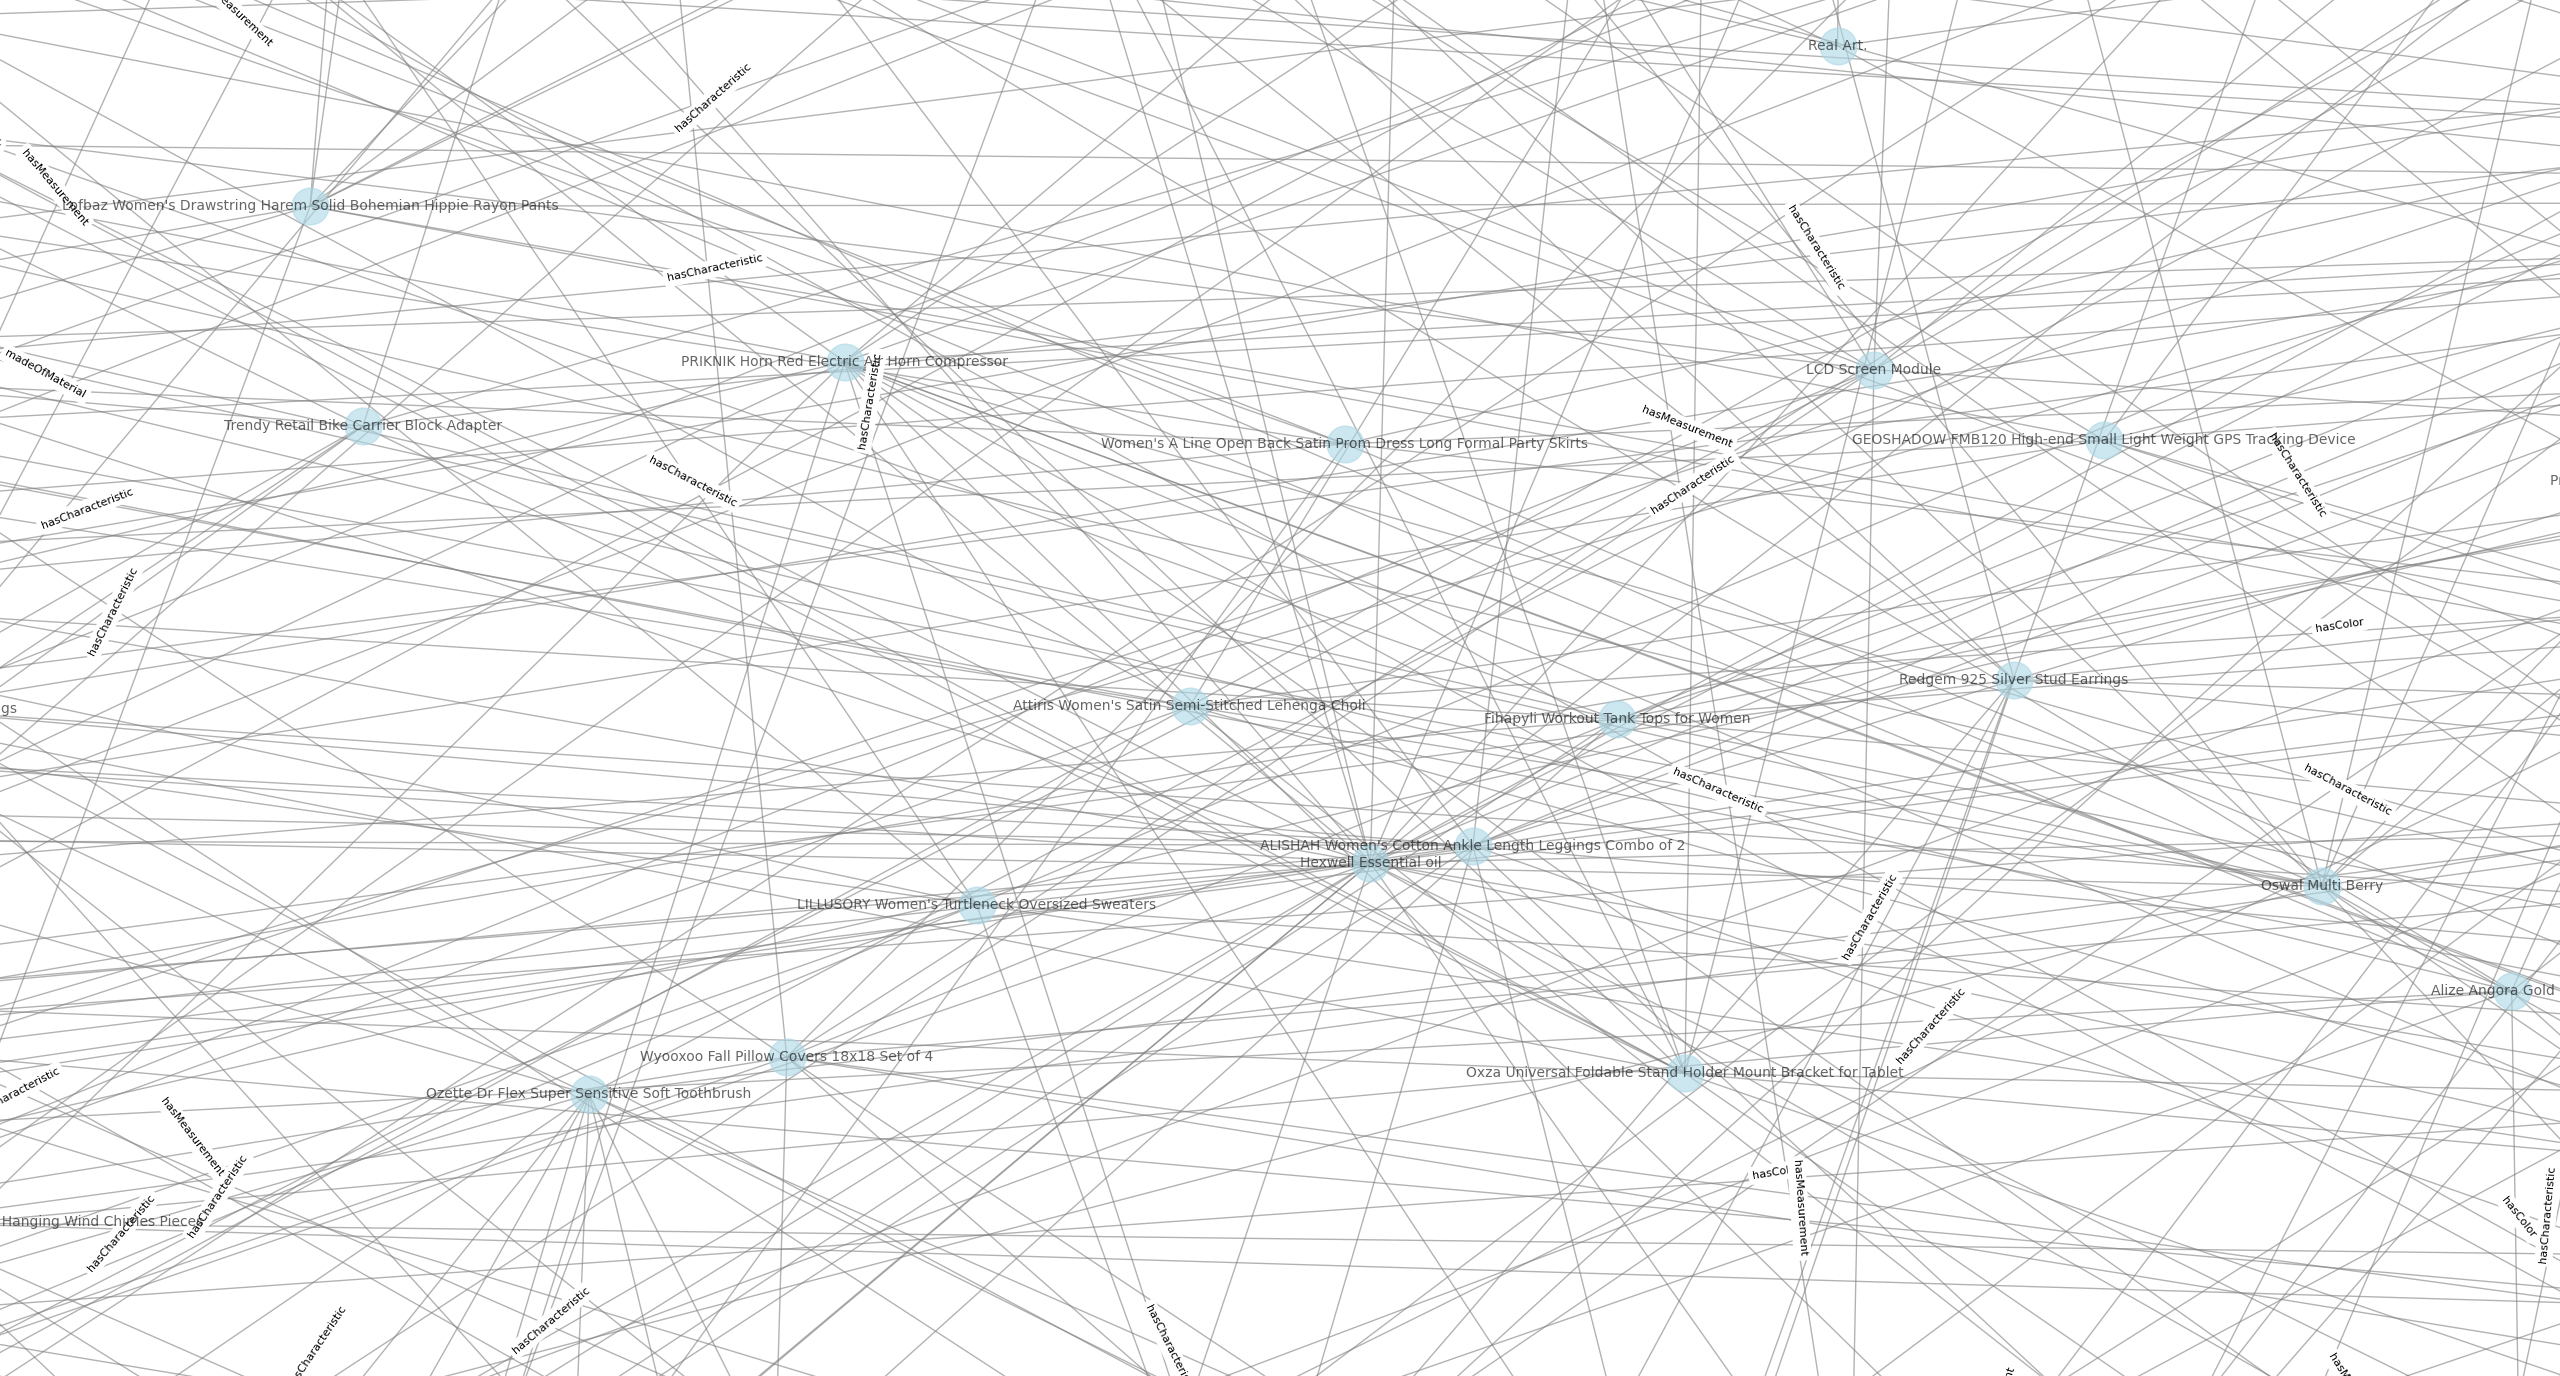 easurement
hasCharacteristic
Real Art.
hasMeasurement
Lofbaz Women's Drawstring Harem Solid Bohemian Hippie Rayon Pants
hasCharacteristic
hasCharacteristic
madeOfMaterial
PRIKNIK Horn Red Electric Air Horn Compressor
LCD Screen Module
hasCharacteristic
Trendy Retail Bike Carrier Block Adapter
hasMeasurement
Women's A Line Open Back Satin Prom Dress Long Formal Party Skirts
GEOSHADOW FMB120 High-end Small Light Weight GPS Tracking Device
hasCharacteristic
hasCharacteristic
hasCharacteristic
hasCharacteristic
hasCharacteristic
hasColor
Redgem 925 Silver Stud Earrings
gs
Attiris Women's Satin Semi-Stitched Lehenga Choli
Fihapyli Workout Tank Tops for Women
hasCharacteristic
hasCharacteristic
ALISHAH Women's Cotton Ankle Length Leggings Combo of 2
Hexwell Essential oil
Oswal Multi Berry
LILLUSORY Women's Turtleneck Oversized Sweaters
hasCharacteristic
Alize Angora Gold
hasCharacteristic
Wyooxoo Fall Pillow Covers 18x18 Set of 4
Oxza Universal Foldable Stand Holder Mount Bracket for Tablet
aracteristic
Ozette Dr Flex Super Sensitive Soft Toothbrush
hasMeasurement
hasCol
hasMeasurement
hasCharacteristic
hasCharacteristic
Hanging Wind Chimes Pieces
hasColor
hasCharacteristic
hasCharacteristic
sCharacteristic
hasCharacteri